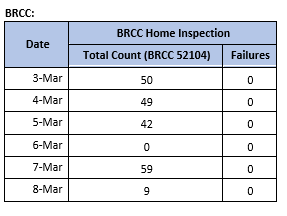 BRCC:
Date BRCC Home Inspection
Total Count (BRCC 52104) Failures
3-Mar 50 0
4-Mar 49 0
5-Mar 42 0
6-Mar 0 0
7-Mar 59 0
8-Mar 9 0